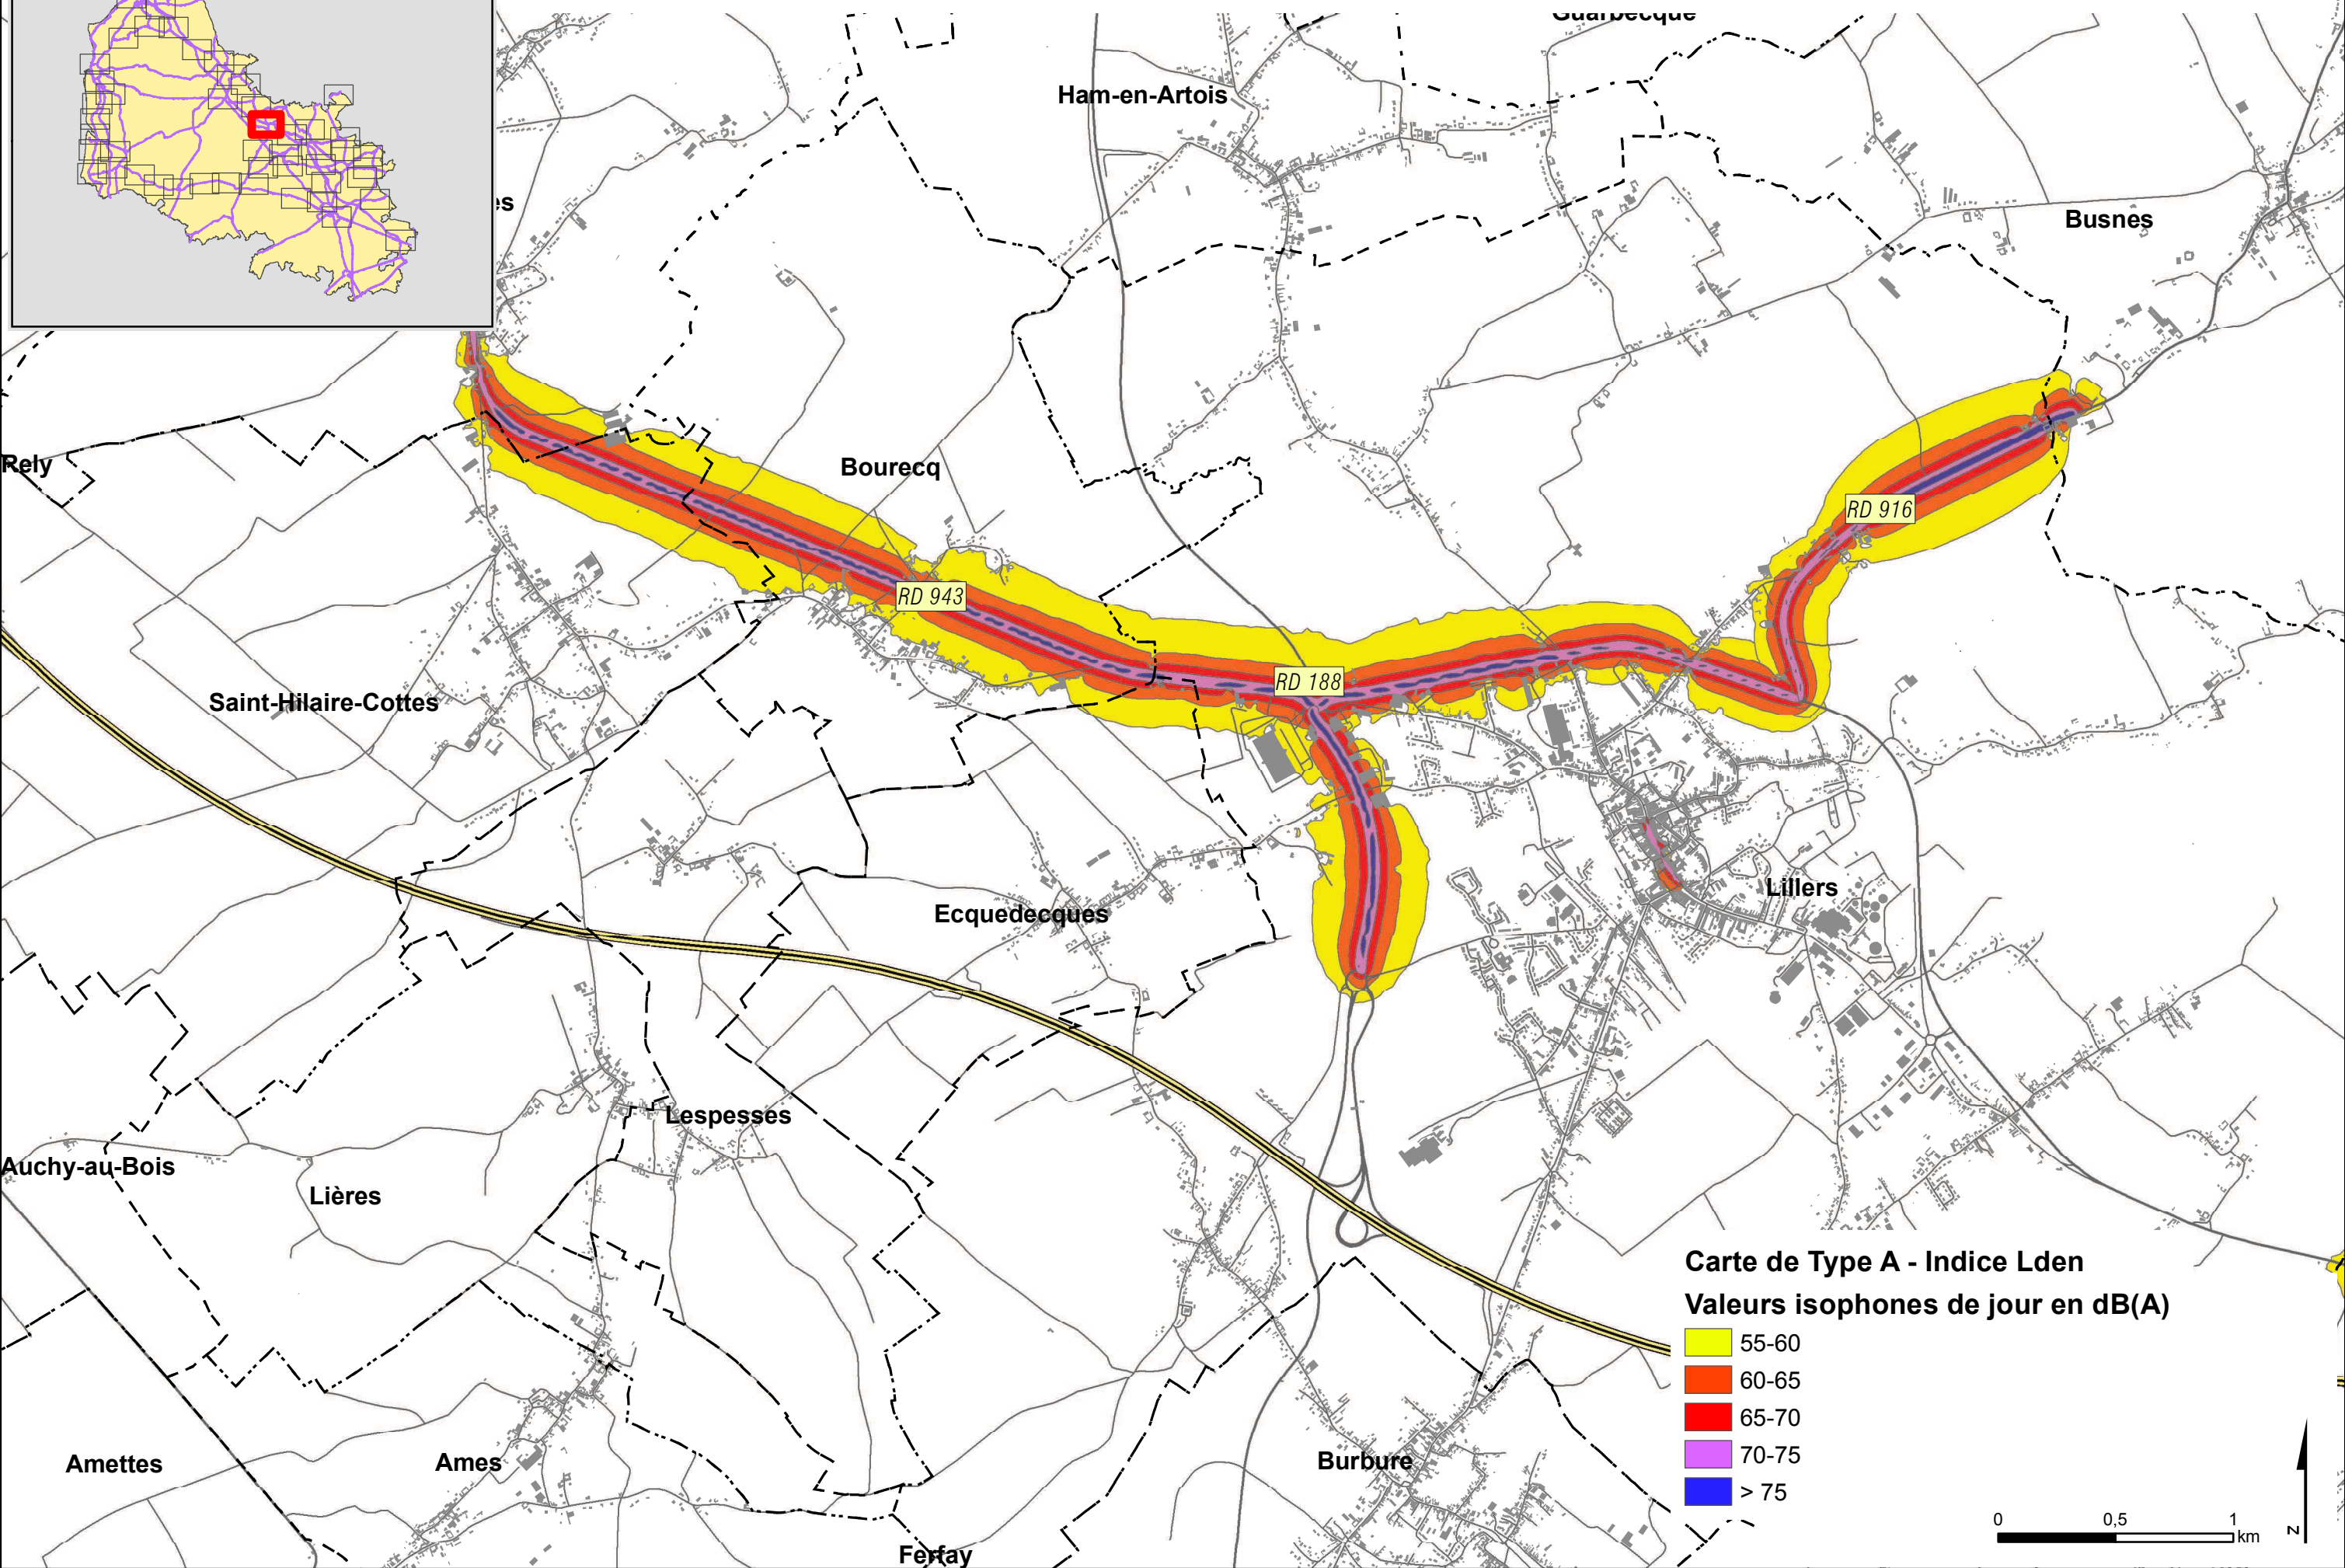 Guarbecque
Ham-en-Artois
es
Busnes
Rely
Bourecq
RD 916
RD 943
RD 188
Saint-Hilaire-Cottes
Lillers
Ecquedecques
Lespesses
Auchy-au-Bois
Lières
Carte de Type A - Indice Lden
Valeurs isophones de jour en dB(A)
55-60
60-65
65-70
70-75
> 75
Amettes
Ames
Burbure
0 0,5 1
km
N
Ferfay